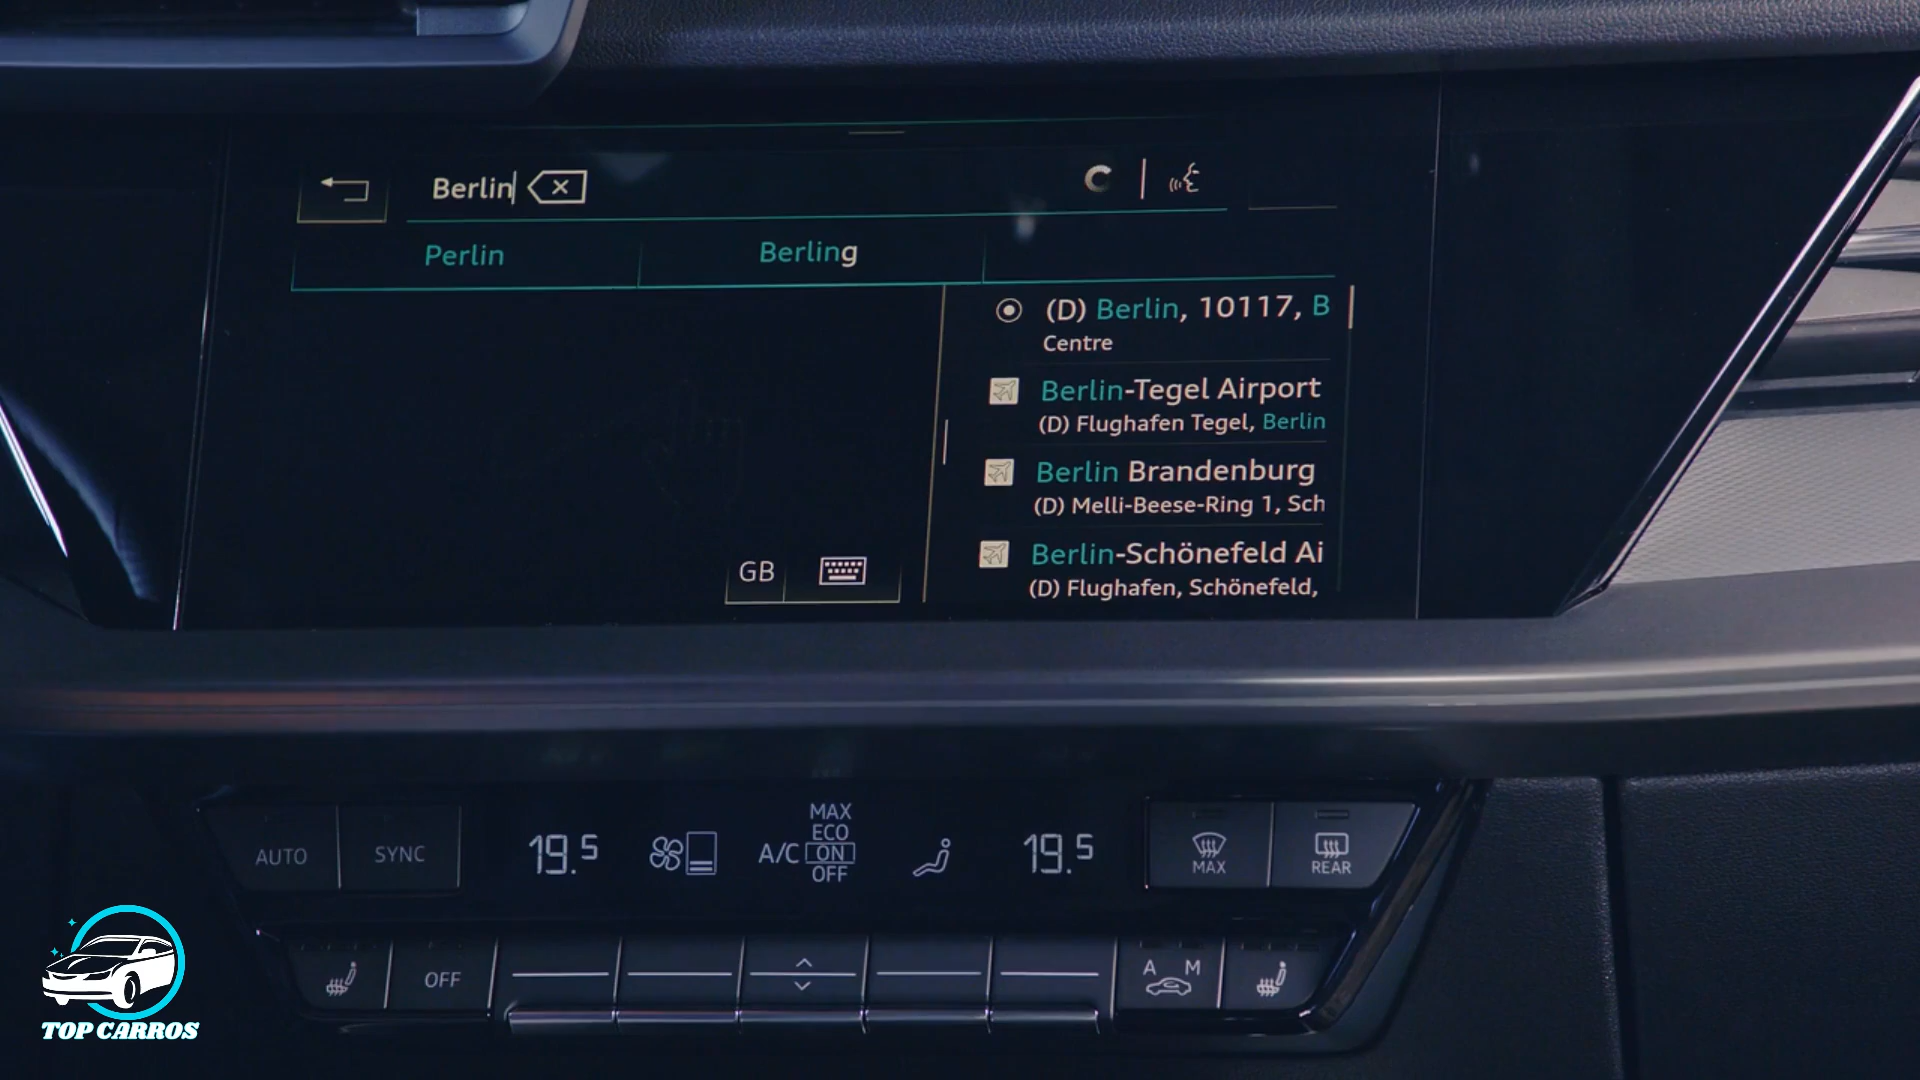 Berlin
Perlin
Berling
(D) Berlin, 10117, B
Centre
Berlin-Tegel Airport
(D) Flughafen Tegel, Berlin
Berlin Brandenburg
(D) Melli-Beese-Ring 1, Sch
Berlin-Schönefeld Ai
(D) Flughafen, Schönefeld,
GB
AUTO
SYNC
19.5
A/C
MAX
ECO
ON
OFF
19.5
MAX
REAR
OFF
A M
TOP CARROS